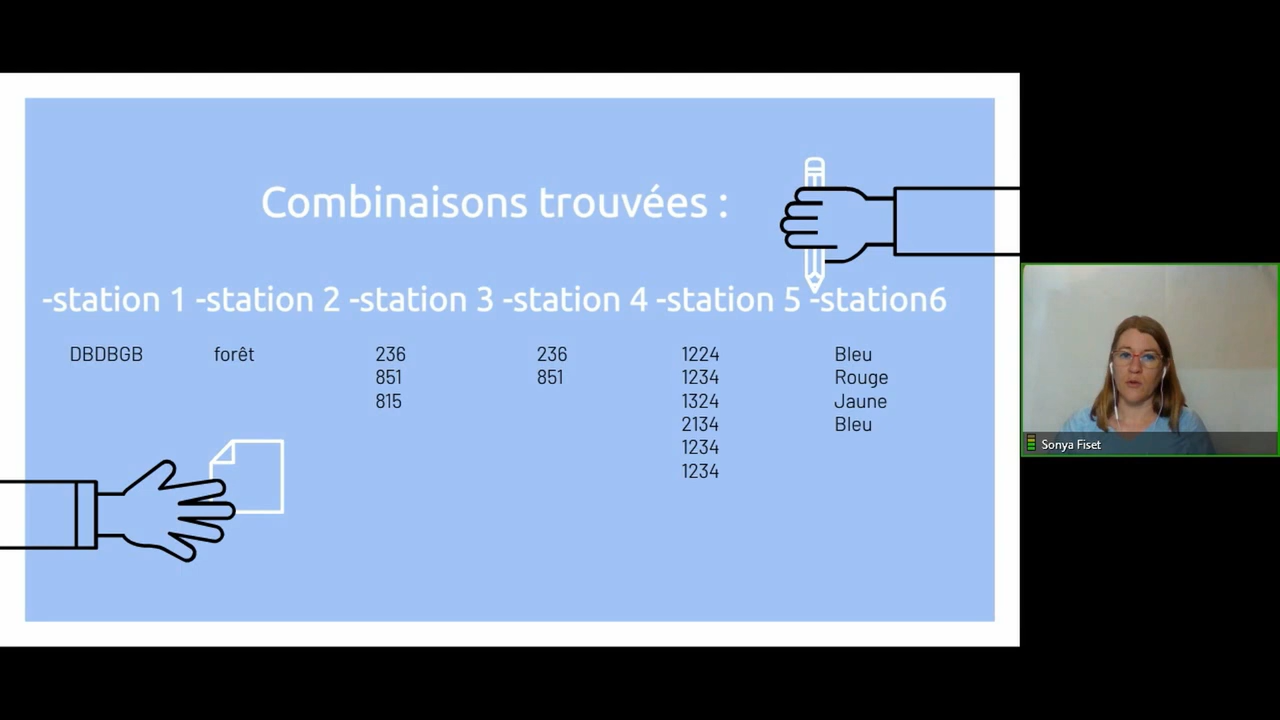 Combinaisons trouvées :
-station 1 -station 2 -station 3 -station 4 -station 5 -station6
DBDBGB forêt 236 236 1224 Bleu
851 851 1234 Rouge
815 1324 Jaune
2134 Bleu
1234
1234
Sonya Fiset